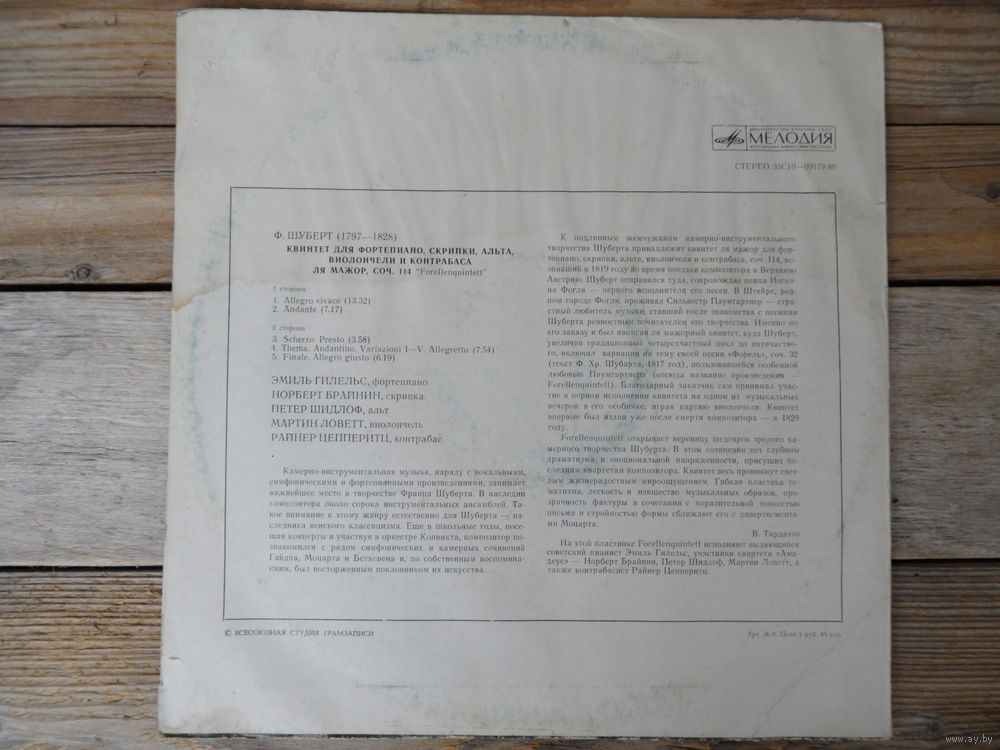 МИНИСТЕРСТВО КУЛЬТУРЫ СССР
МЕЛОДИЯ
ВСЕСОЮЗНАЯ ФИРМА ГРАМПЛАСТИНОК
СТЕРЕО 33С10—09179-80
Ф. ШУБЕРТ (1797—1828)
КВИНТЕТ ДЛЯ ФОРТЕПИАНО, СКРИПКИ, АЛЬТА,
ВИОЛОНЧЕЛИ И КОНТРАБАСА
ЛЯ МАЖОР, СОЧ. 114 "Forellenquintett"
1 сторона
1. Allegro vivace (13.32)
2. Andante (7.17)
2 сторона
3. Scherzo. Presto (3.58)
4. Thema. Andantino. Variazioni I—V. Allegretto (7.54)
5. Finale. Allegro giusto (6.19)
ЭМИЛЬ ГИЛЕЛЬС, фортепиано
НОРБЕРТ БРАЙНИН, скрипка
ПЕТЕР ШИДЛОФ, альт
МАРТИН ЛОВЕТТ, виолончель
РАЙНЕР ЦЕППЕРИТЦ, контрабас
Камерно-инструментальная музыка, наряду с вокальными,
симфоническими и фортепианными произведениями, занимает
важнейшее место в творчестве Франца Шуберта. В наследии
композитора около сорока инструментальных ансамблей. Та-
кое внимание к этому жанру естественно для Шуберта — на-
следника венского классицизма. Еще в школьные годы, посе-
щая концерты и участвуя в оркестре Конвикта, композитор по-
знакомился с рядом симфонических и камерных сочинений
Гайдна, Моцарта и Бетховена и, по собственным воспомина-
ниям, был восторженным поклонником их искусства.
К подлинным жемчужинам камерно-инструментального
творчества Шуберта принадлежит квинтет ля мажор для фор-
тепиано, скрипки, альта, виолончели и контрабаса, соч. 114, воз-
никший в 1819 году во время поездки композитора в Верхнюю
Австрию. Шуберт отправился туда, сопровождая певца Иоган-
на Фогля — первого исполнителя его песен. В Штейре, род-
ном городе Фогля, проживал Сильвестр Паумгартнер — стра-
стный любитель музыки, ставший после знакомства с песнями
Шуберта ревностным почитателем его творчества. Именно по
его заказу и был написан ля мажорный квинтет, куда Шуберт,
увеличив традиционный четырехчастный цикл до пятичастно-
го, включил вариации на тему своей песни «Форель», соч. 32
(текст Ф. Хр. Шубарта, 1817 год), пользовавшейся особенной
любовью Паумгартнера (отсюда название произведения —
Forellenquintett). Благодарный заказчик сам принимал учас-
тие в первом исполнении квинтета на одном из музыкальных
вечеров в его особняке, играя партию виолончели. Квинтет
впервые был издан уже после смерти композитора — в 1829
году.
Forellenquintett открывает вереницу шедевров зрелого ка-
мерного творчества Шуберта. В этом сочинении нет глубины
драматизма и эмоциональной напряженности, присущих по-
следним квартетам композитора. Квинтет весь проникнут свет-
лым жизнерадостным мироощущением. Гибкая пластика те-
матизма, легкость и изящество музыкальных образов, про-
зрачность фактуры в сочетании с поразительной тонкостью
письма и стройностью формы сближают его с дивертисмента-
ми Моцарта.
В. Тардатов
На этой пластинке Forellenquintett исполняют выдающийся
советский пианист Эмиль Гилельс, участники квартета «Ама-
деус» — Норберт Брайнин, Петер Шидлоф, Мартин Ловетт, а
также контрабасист Райнер Цепперитц.
© ВСЕСОЮЗНАЯ СТУДИЯ ГРАМЗАПИСИ
Арт. 36-6. Цена 1 руб. 45 коп.
www.ay.by